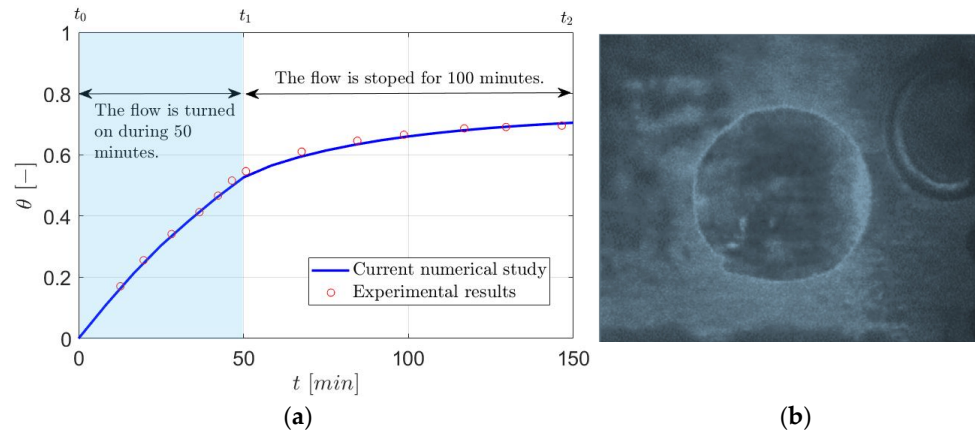 t0 t1 t2
1
The flow is stoped for 100 minutes.
0.8
The flow is turned
on during 50
minutes.
0.6
θ [−]
0.4
Current numerical study
0.2
Experimental results
0
0 50 100 150
t [min]
(a) (b)